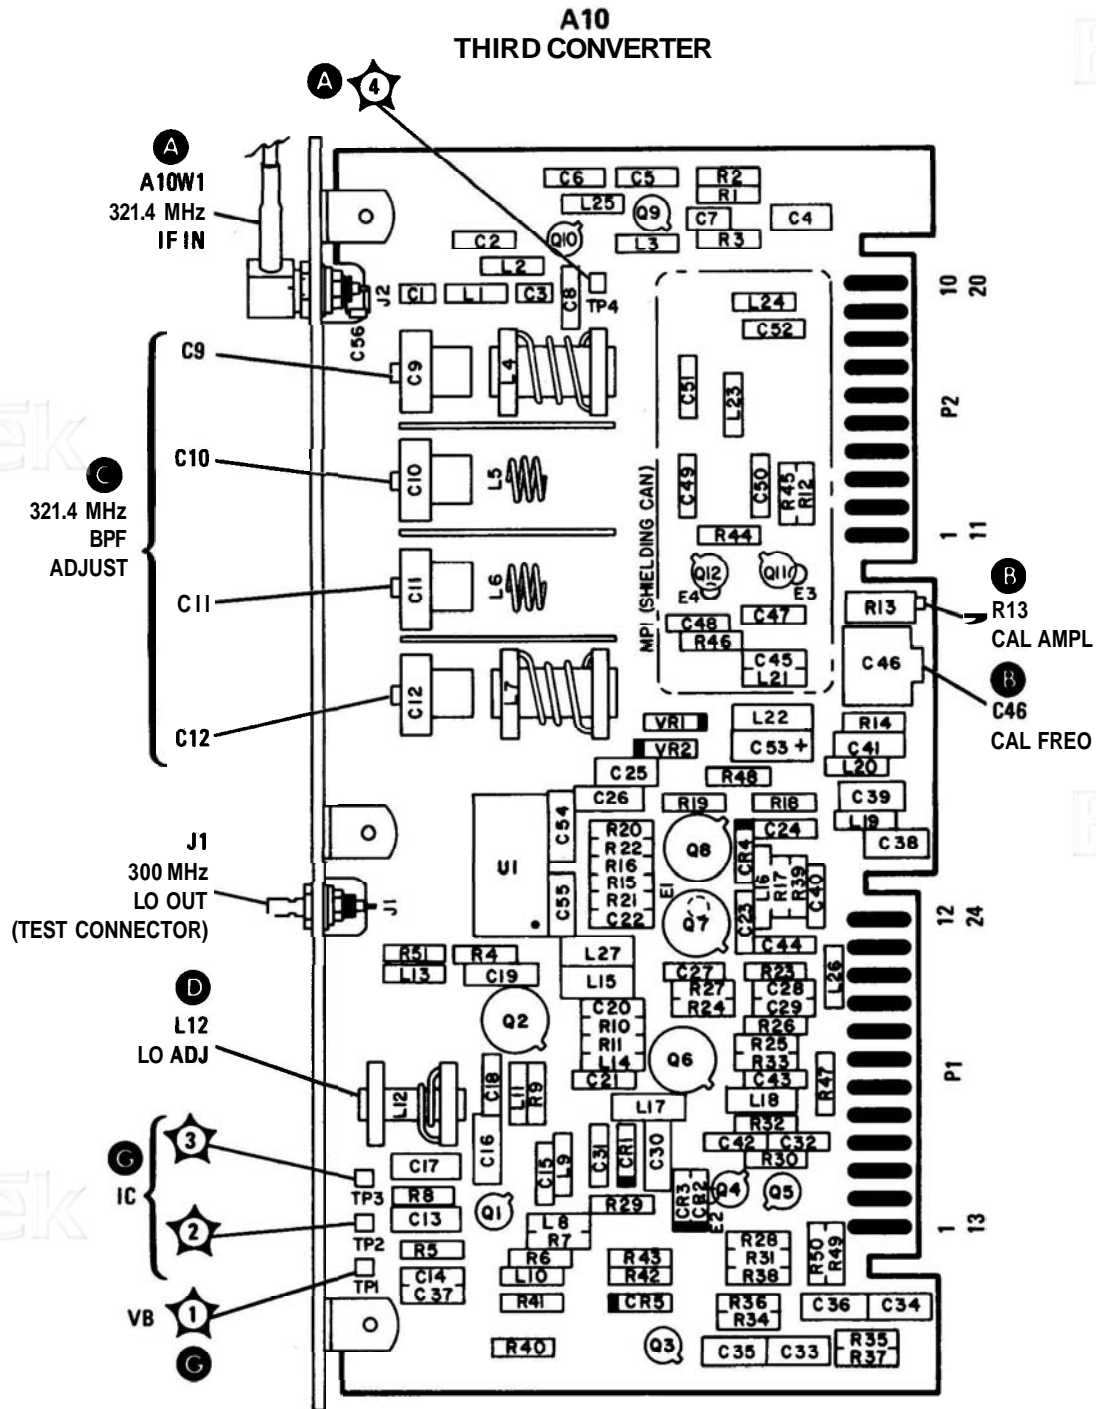 A10
THIRD CONVERTER
A 4
A
A10W1
321.4 MHz
IF IN
C6 C5 R2
R1
L25 Q9 C7 C4
C2 Q10 L3 R3
L2
C1 L1 C3 C8 TP4
J2
C56
L24
C52
10 20
C9
C9 L4
C51 L23
P2
C10
C10 L5
C49 C50 R45 R12
C
321.4 MHz
BPF
ADJUST
R44
1 11
MP1 (SHIELDING CAN)
C11
C11 L6
Q12 Q11
E4 E3
C48 C47
R46
C45
L21
R13
B
R13
CAL AMPL
C46
B
C46
CAL FREO
C12
C12 L7
VR1 L22 R14
VR2 C53 + C41
L20
C25 R48
C26 R19 R18 C39
C54 R20 C24 L19
R22 Q8 CR4 C38
U1 R16
R15 E1 L16 R17 R39 C40
R21
C55 C22 Q7 C23
J1
300 MHz
LO OUT
(TEST CONNECTOR)
J1
12 24
C44
R51 R4 L27 L26
L13 C19 L15 C27 R23
R27 C28
R24 C29
Q2 C20 R26
R10
R11 Q6 R25
L14 R33
C21 C43 R47
P1
D
L12
LO ADJ
L12 C18 L11 R9
L17 L18
C16 R32
C42 C32
C15 L9 C31 CR1 C30 R30
3
G
IC
C17
TP3 R8 CR3 CR2 Q4 Q5
E2
2
C13 Q1 R29
TP2 L8
R7
R5 R6 R43 R28
R31
R38
R50 R49
1 13
L10 R42
TP1 C14
C37
VB 1
G
R41 CR5 R36
R34
C36 C34
R40 Q3 C35 C33 R35
R37